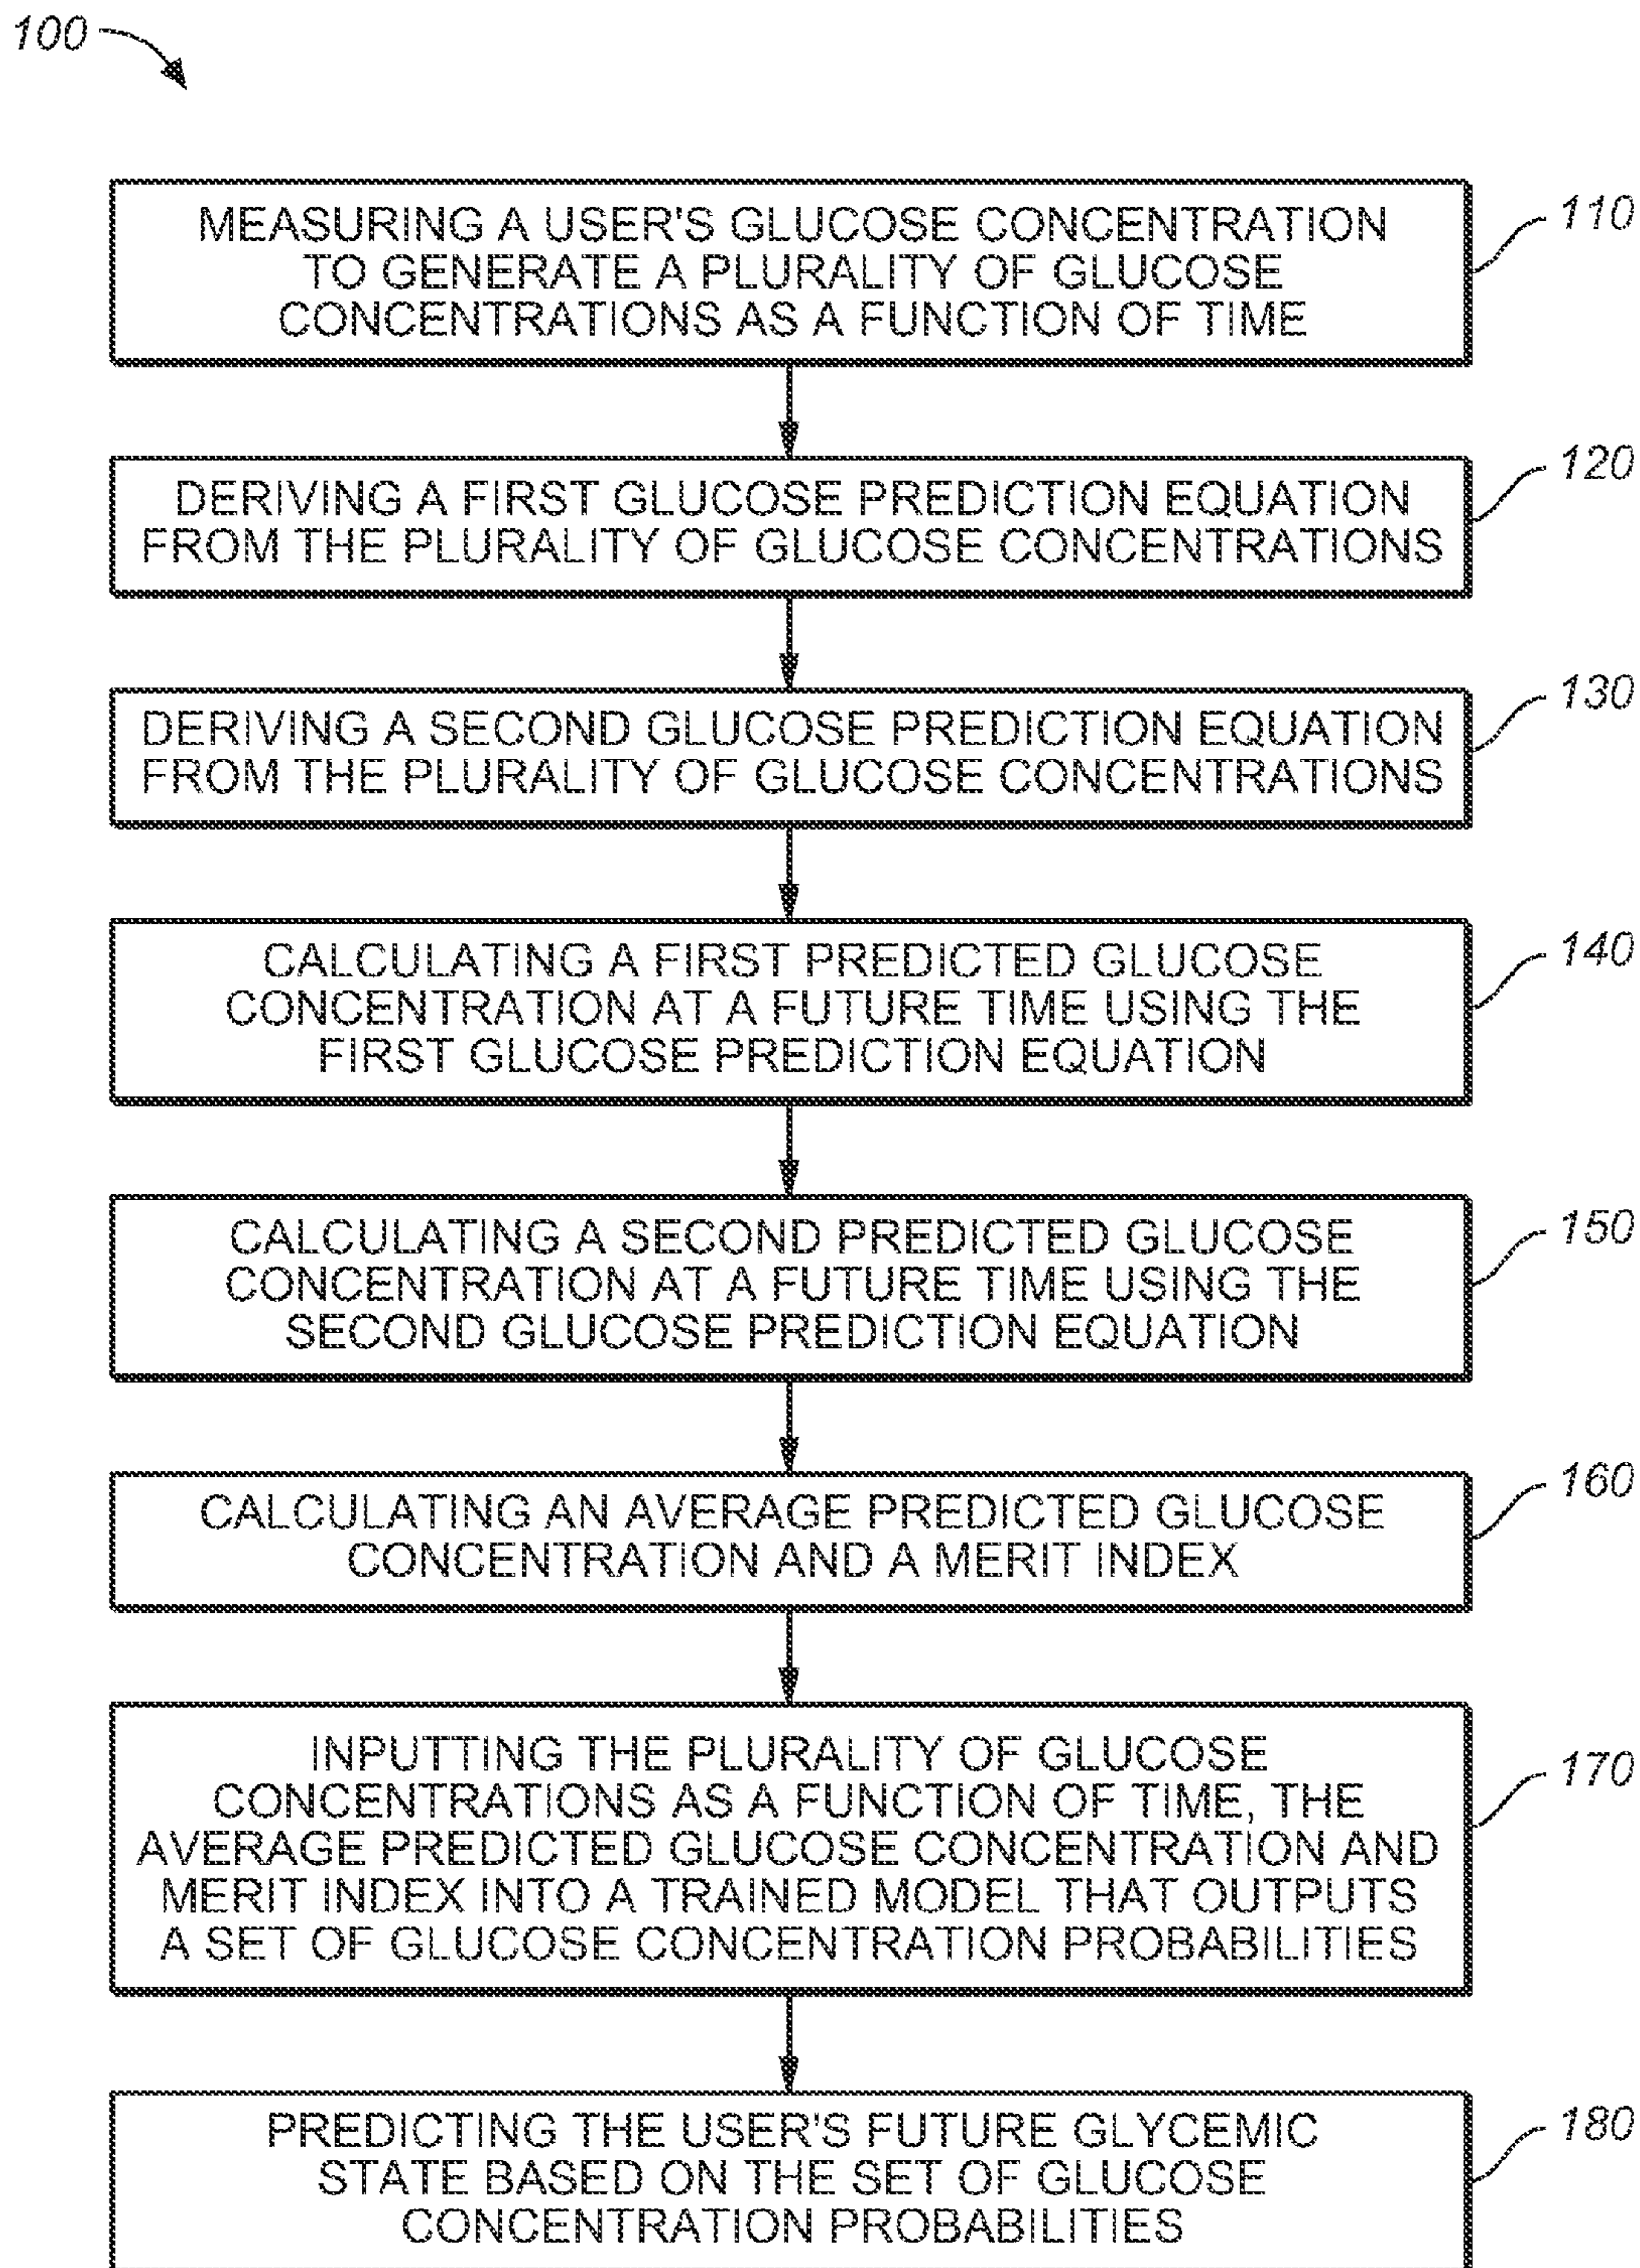 100
MEASURING A USER'S GLUCOSE CONCENTRATION
TO GENERATE A PLURALITY OF GLUCOSE
CONCENTRATIONS AS A FUNCTION OF TIME
110
DERIVING A FIRST GLUCOSE PREDICTION EQUATION
FROM THE PLURALITY OF GLUCOSE CONCENTRATIONS
120
DERIVING A SECOND GLUCOSE PREDICTION EQUATION
FROM THE PLURALITY OF GLUCOSE CONCENTRATIONS
130
CALCULATING A FIRST PREDICTED GLUCOSE
CONCENTRATION AT A FUTURE TIME USING THE
FIRST GLUCOSE PREDICTION EQUATION
140
CALCULATING A SECOND PREDICTED GLUCOSE
CONCENTRATION AT A FUTURE TIME USING THE
SECOND GLUCOSE PREDICTION EQUATION
150
CALCULATING AN AVERAGE PREDICTED GLUCOSE
CONCENTRATION AND A MERIT INDEX
160
INPUTTING THE PLURALITY OF GLUCOSE
CONCENTRATIONS AS A FUNCTION OF TIME, THE
AVERAGE PREDICTED GLUCOSE CONCENTRATION AND
MERIT INDEX INTO A TRAINED MODEL THAT OUTPUTS
A SET OF GLUCOSE CONCENTRATION PROBABILITIES
170
PREDICTING THE USER'S FUTURE GLYCEMIC
STATE BASED ON THE SET OF GLUCOSE
CONCENTRATION PROBABILITIES
180